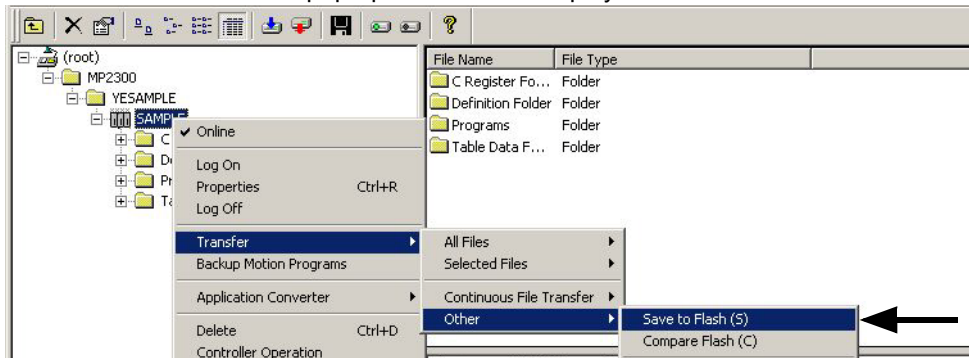 (root)
MP2300
YESAMPLE
SAMPLE
C
Pr
File Name File Type
C Register Fo... Folder
Definition Folder Folder
Programs Folder
Table Data F... Folder
Online
Log On
Properties Ctrl+R
Log Off
Transfer
Backup Motion Programs
Application Converter
Delete Ctrl+D
Controller Operation
All Files
Selected Files
Continuous File Transfer
Other
Save to Flash (S)
Compare Flash (C)